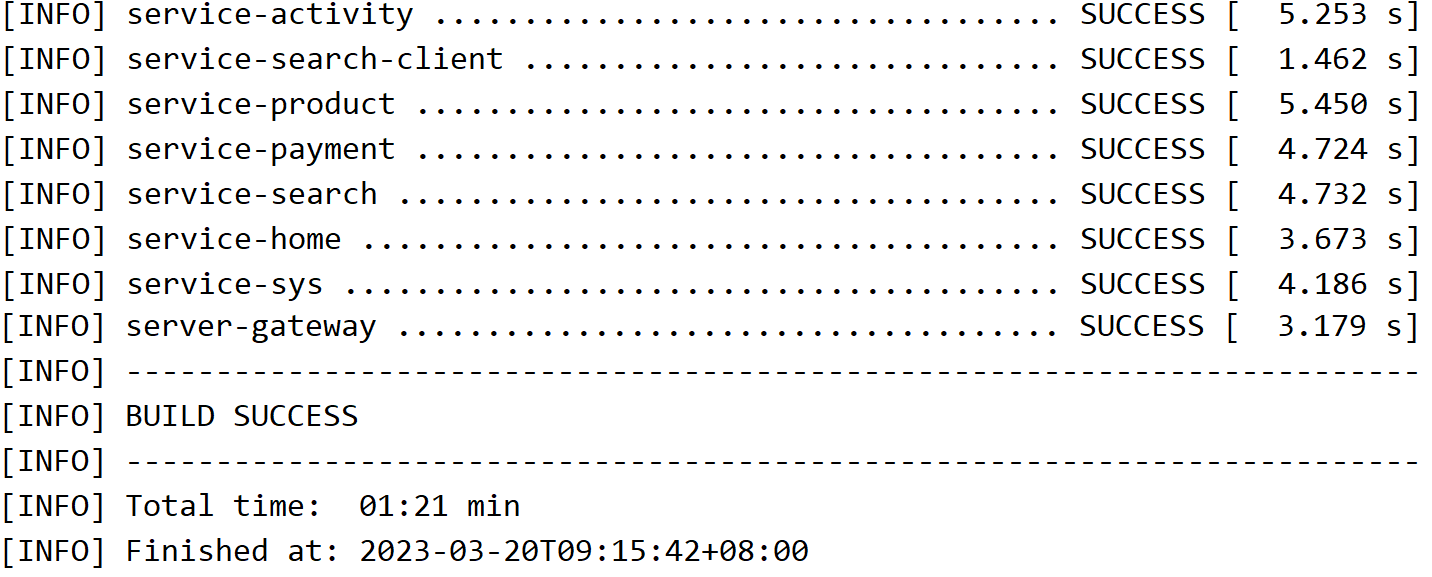 [INFO] service-activity ................................... SUCCESS [  5.253 s]
[INFO] service-search-client .............................. SUCCESS [  1.462 s]
[INFO] service-product .................................... SUCCESS [  5.450 s]
[INFO] service-payment .................................... SUCCESS [  4.724 s]
[INFO] service-search ..................................... SUCCESS [  4.732 s]
[INFO] service-home ....................................... SUCCESS [  3.673 s]
[INFO] service-sys ........................................ SUCCESS [  4.186 s]
[INFO] server-gateway ..................................... SUCCESS [  3.179 s]
[INFO] ------------------------------------------------------------------------
[INFO] BUILD SUCCESS
[INFO] ------------------------------------------------------------------------
[INFO] Total time:  01:21 min
[INFO] Finished at: 2023-03-20T09:15:42+08:00